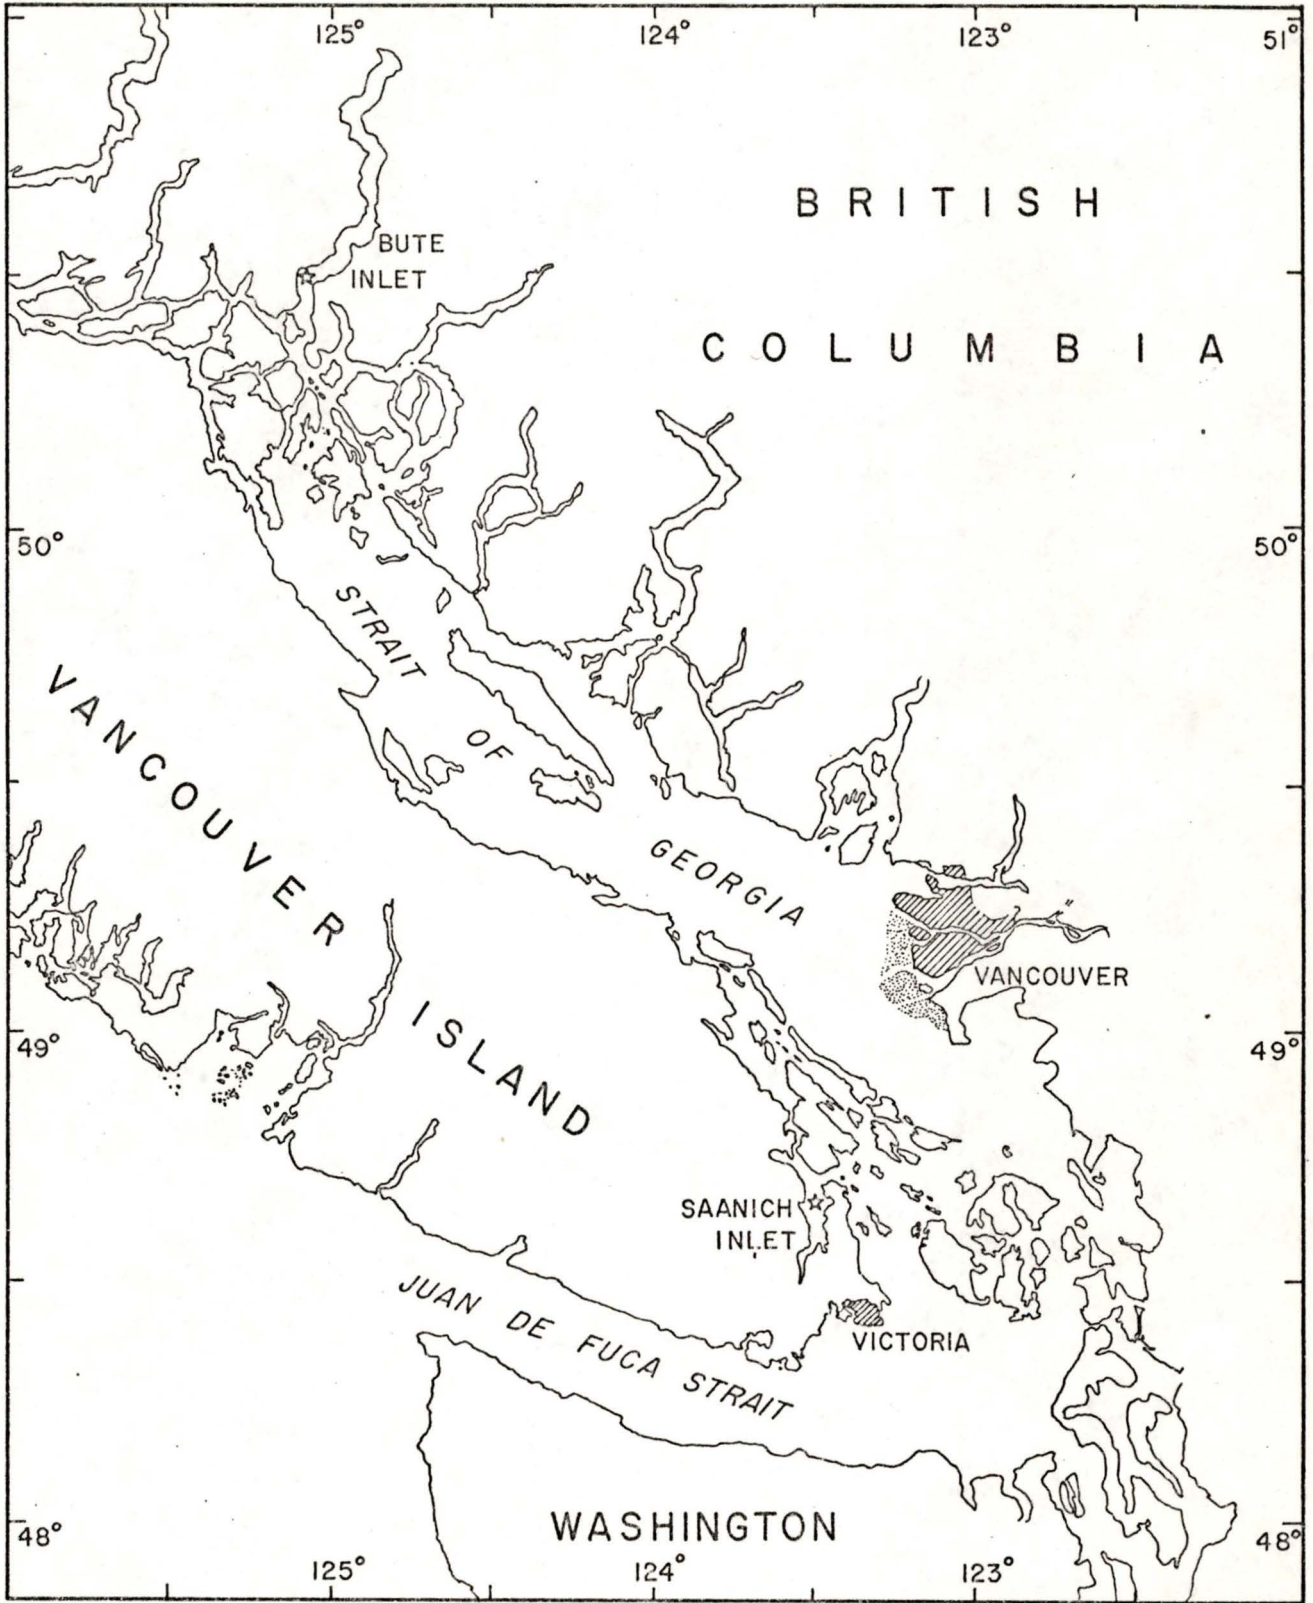 125° 124° 123° 51°
BRITISH
BUTE
INLET
COLUMBIA
50° 50°
STRAIT
OF
GEORGIA
VANCOUVER
ISLAND
VANCOUVER
49° 49°
SAANICH
INLET
JUAN DE FUCA STRAIT
VICTORIA
WASHINGTON
48° 48°
125° 124° 123°